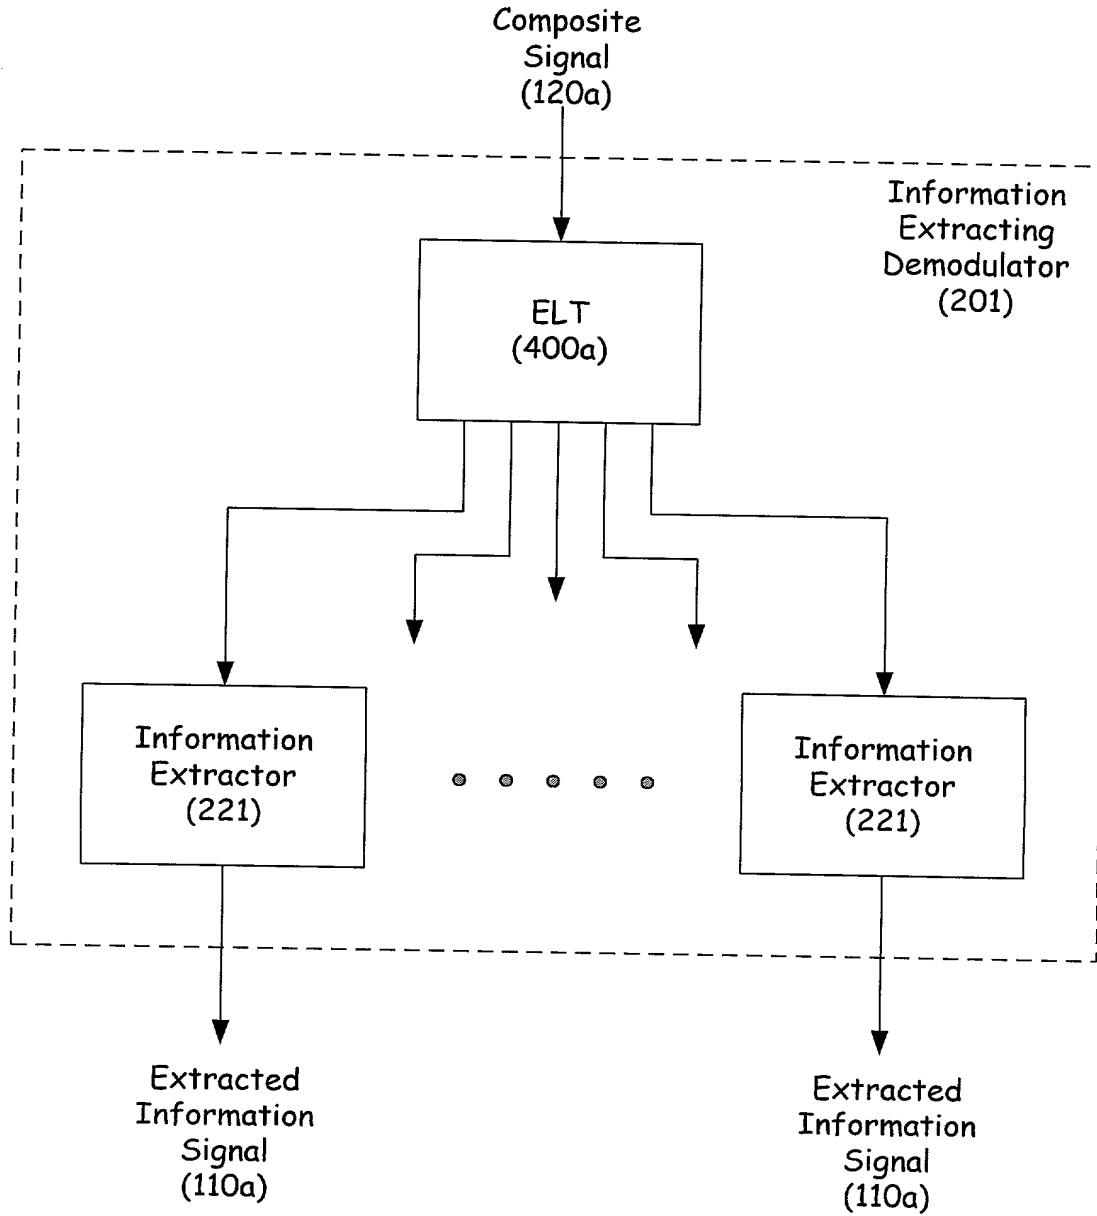 Composite
Signal
(120a)
Information
Extracting
Demodulator
(201)
ELT
(400a)
Information
Extractor
(221)
Information
Extractor
(221)
Extracted
Information
Signal
(110a)
Extracted
Information
Signal
(110a)